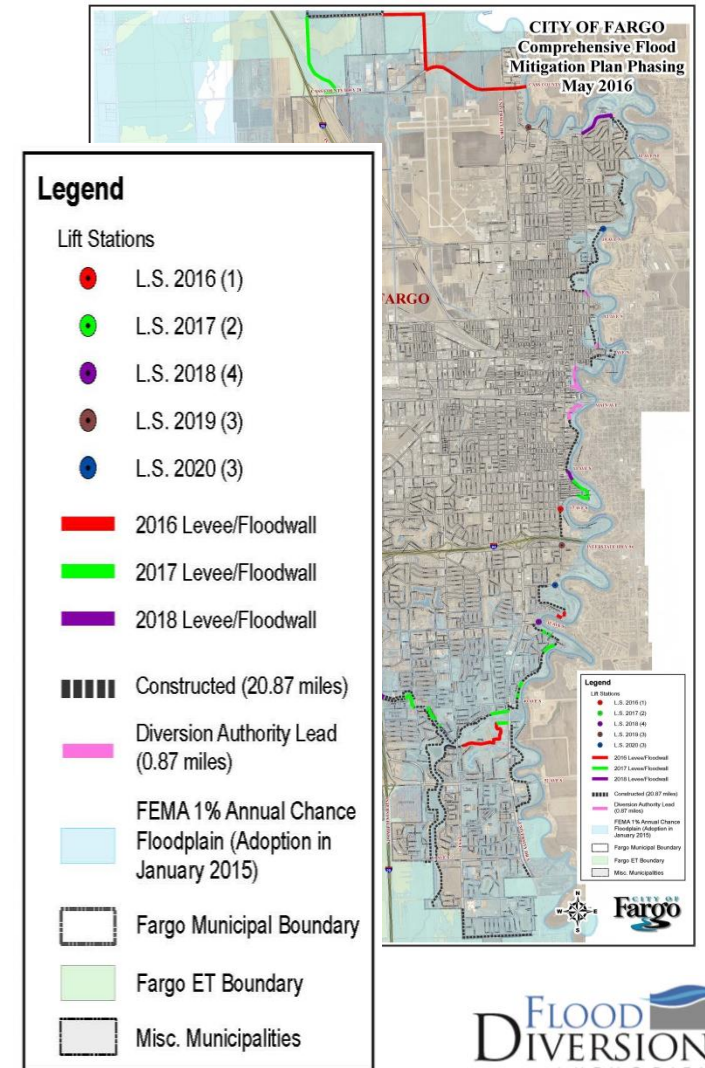 CITY OF FARGO
Comprehensive Flood
Mitigation Plan Phasing
May 2016
FARGO
Legend
Lift Stations
L.S. 2016 (1)
L.S. 2017 (2)
L.S. 2018 (4)
L.S. 2019 (3)
L.S. 2020 (3)
2016 Levee/Floodwall
2017 Levee/Floodwall
2018 Levee/Floodwall
Constructed (20.87 miles)
Diversion Authority Lead
(0.87 miles)
FEMA 1% Annual Chance
Floodplain (Adoption in
January 2015)
Fargo Municipal Boundary
Fargo ET Boundary
Misc. Municipalities
Legend
Lift Stations
L.S. 2016 (1)
L.S. 2017 (2)
L.S. 2018 (4)
L.S. 2019 (3)
L.S. 2020 (3)
2016 Levee/Floodwall
2017 Levee/Floodwall
2018 Levee/Floodwall
Constructed (20.87 miles)
Diversion Authority Lead
(0.87 miles)
FEMA 1% Annual Chance
Floodplain (Adoption in
January 2015)
Fargo Municipal Boundary
Fargo ET Boundary
Misc. Municipalities
N
W E
S
CITY OF
Fargo
FLOOD
DIVERSION